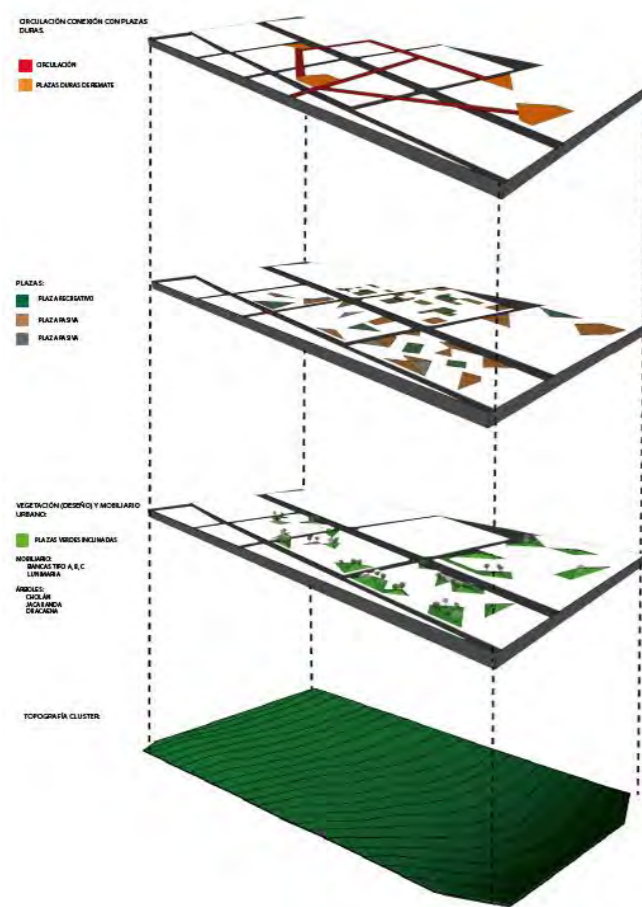 CIRCULACIÓN CONEXIÓN CON PLAZAS
DURAS.
CIRCULACIÓN
PLAZAS DURAS DE REMATE
PLAZAS:
PLAZA RECREATIVO
PLAZA PASIVA
PLAZA PASIVA
VEGETACIÓN (DISEÑO) Y MOBILIARIO
URBANO:
PLAZAS VERDES INCLINADAS
MOBILIARIO:
BANCAS TIPO A, B, C
LUMINARIA
ÁRBOLES:
CHOLÁN
JACARANDA
DRACAENA
TOPOGRAFÍA CLUSTER: